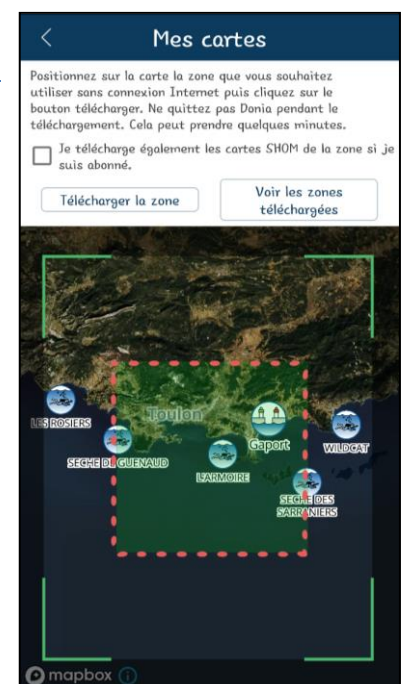 Mes cartes
Positionnez sur la carte la zone que vous souhaitez
utiliser sans connexion Internet puis cliquez sur le
bouton télécharger. Ne quittez pas Donia pendant le
téléchargement. Cela peut prendre quelques minutes.
Je télécharge également les cartes SHOM de la zone si je
suis abonné.
Télécharger la zone
Voir les zones
téléchargées
Toulon
LES ROSIERS
Gaport
WILDCAT
SECHE DE GUENAUD
L'ARMOIRE
SECHE DES
SARRANIERS
mapbox